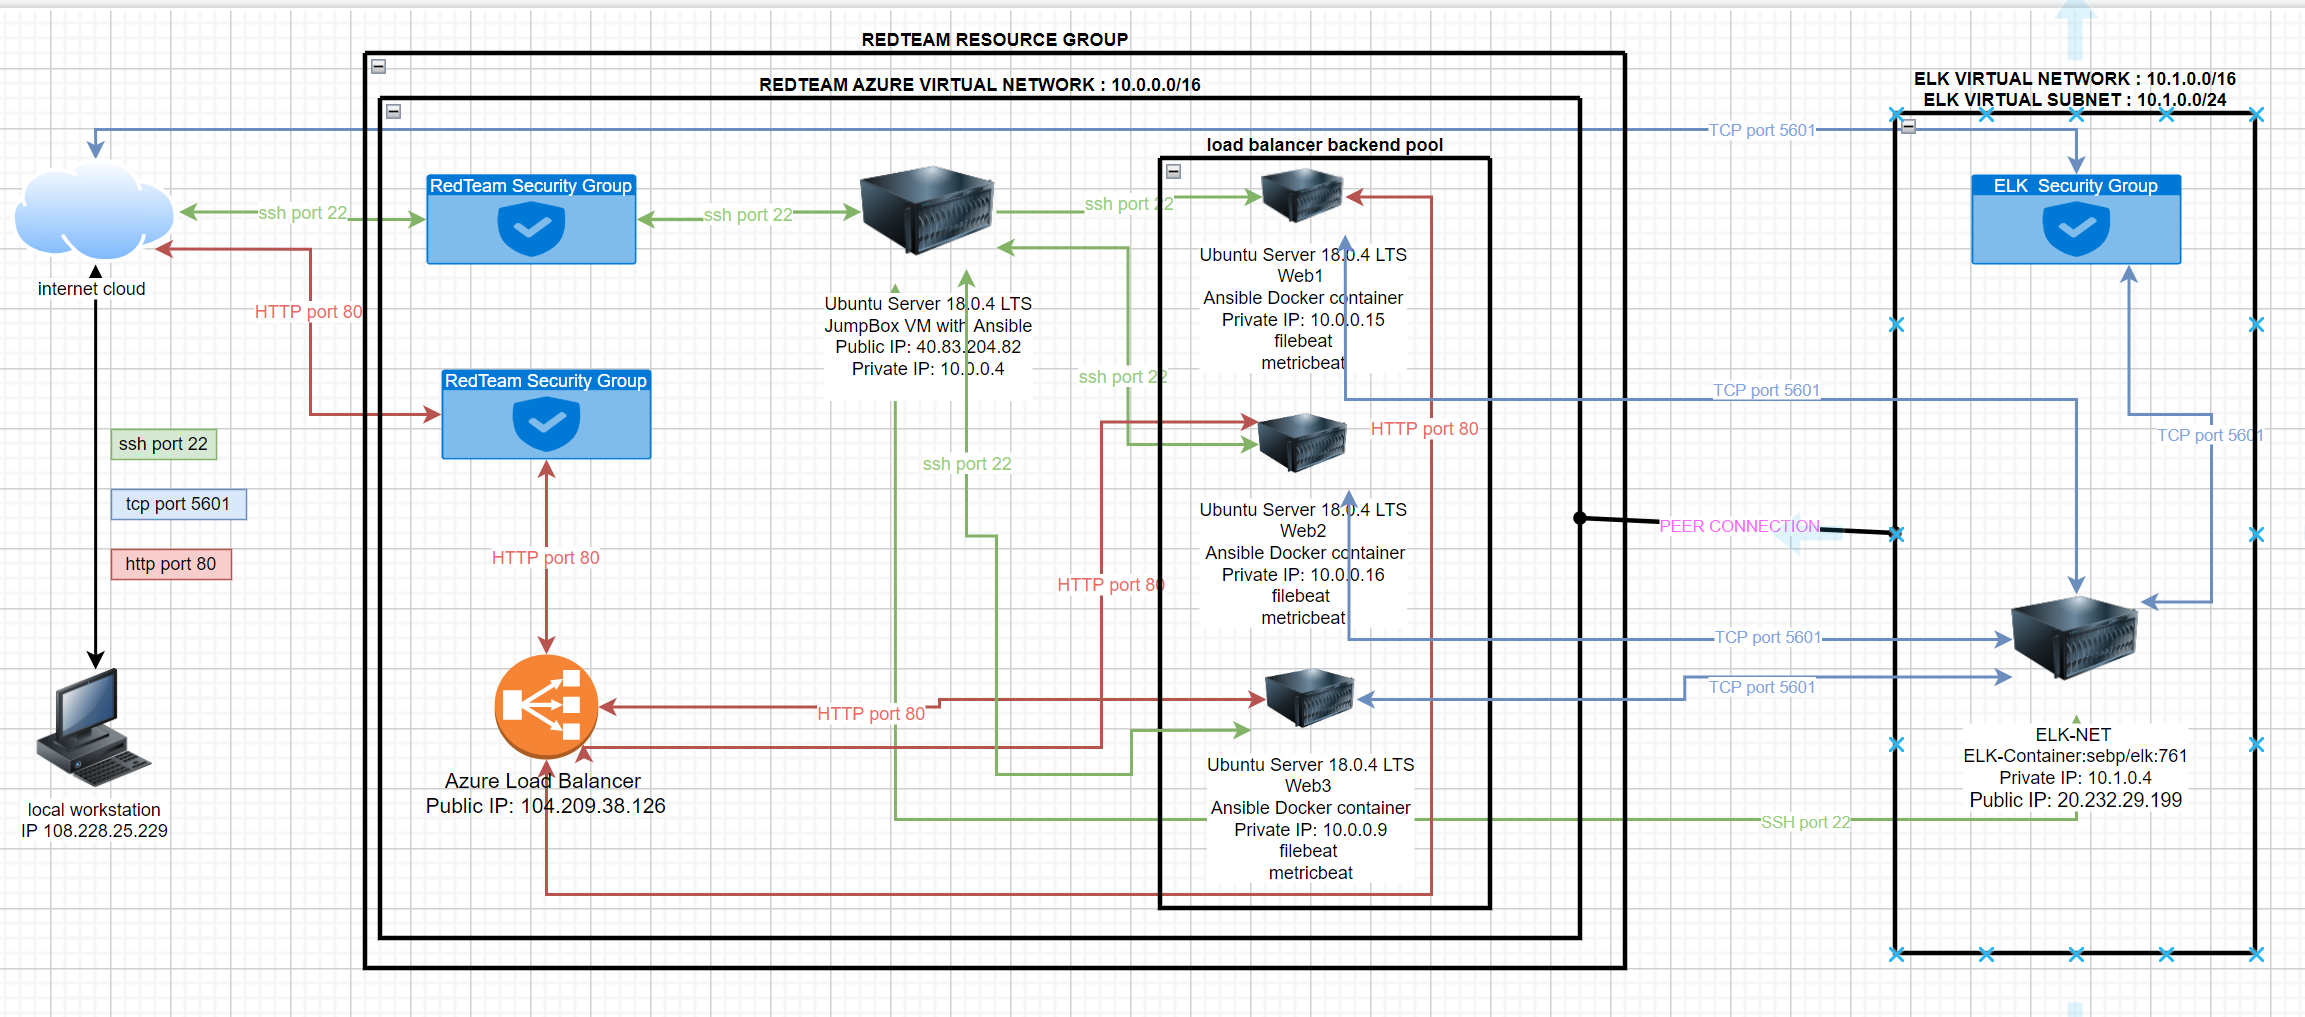 REDTEAM RESOURCE GROUP
REDTEAM AZURE VIRTUAL NETWORK : 10.0.0.0/16
ELK VIRTUAL NETWORK : 10.1.0.0/16
ELK VIRTUAL SUBNET : 10.1.0.0/24
TCP port 5601
load balancer backend pool
RedTeam Security Group
ELK  Security Group
ssh port 22
ssh port 22
ssh port 22
internet cloud
HTTP port 80
Ubuntu Server 18.0.4 LTS
JumpBox VM with Ansible
Public IP: 40.83.204.82
Private IP: 10.0.0.4
Ubuntu Server 18.0.4 LTS
Web1
Ansible Docker container
Private IP: 10.0.0.15
filebeat
metricbeat
ssh port 22
RedTeam Security Group
TCP port 5601
HTTP port 80
TCP port 5601
ssh port 22
tcp port 5601
http port 80
ssh port 22
HTTP port 80
HTTP port 80
Ubuntu Server 18.0.4 LTS
Web2
Ansible Docker container
Private IP: 10.0.0.16
filebeat
metricbeat
PEER CONNECTION
TCP port 5601
TCP port 5601
HTTP port 80
Azure Load Balancer
Public IP: 104.209.38.126
local workstation
IP 108.228.25.229
Ubuntu Server 18.0.4 LTS
Web3
Ansible Docker container
Private IP: 10.0.0.9
filebeat
metricbeat
ELK-NET
ELK-Container:sebp/elk:761
Private IP: 10.1.0.4
Public IP: 20.232.29.199
SSH port 22